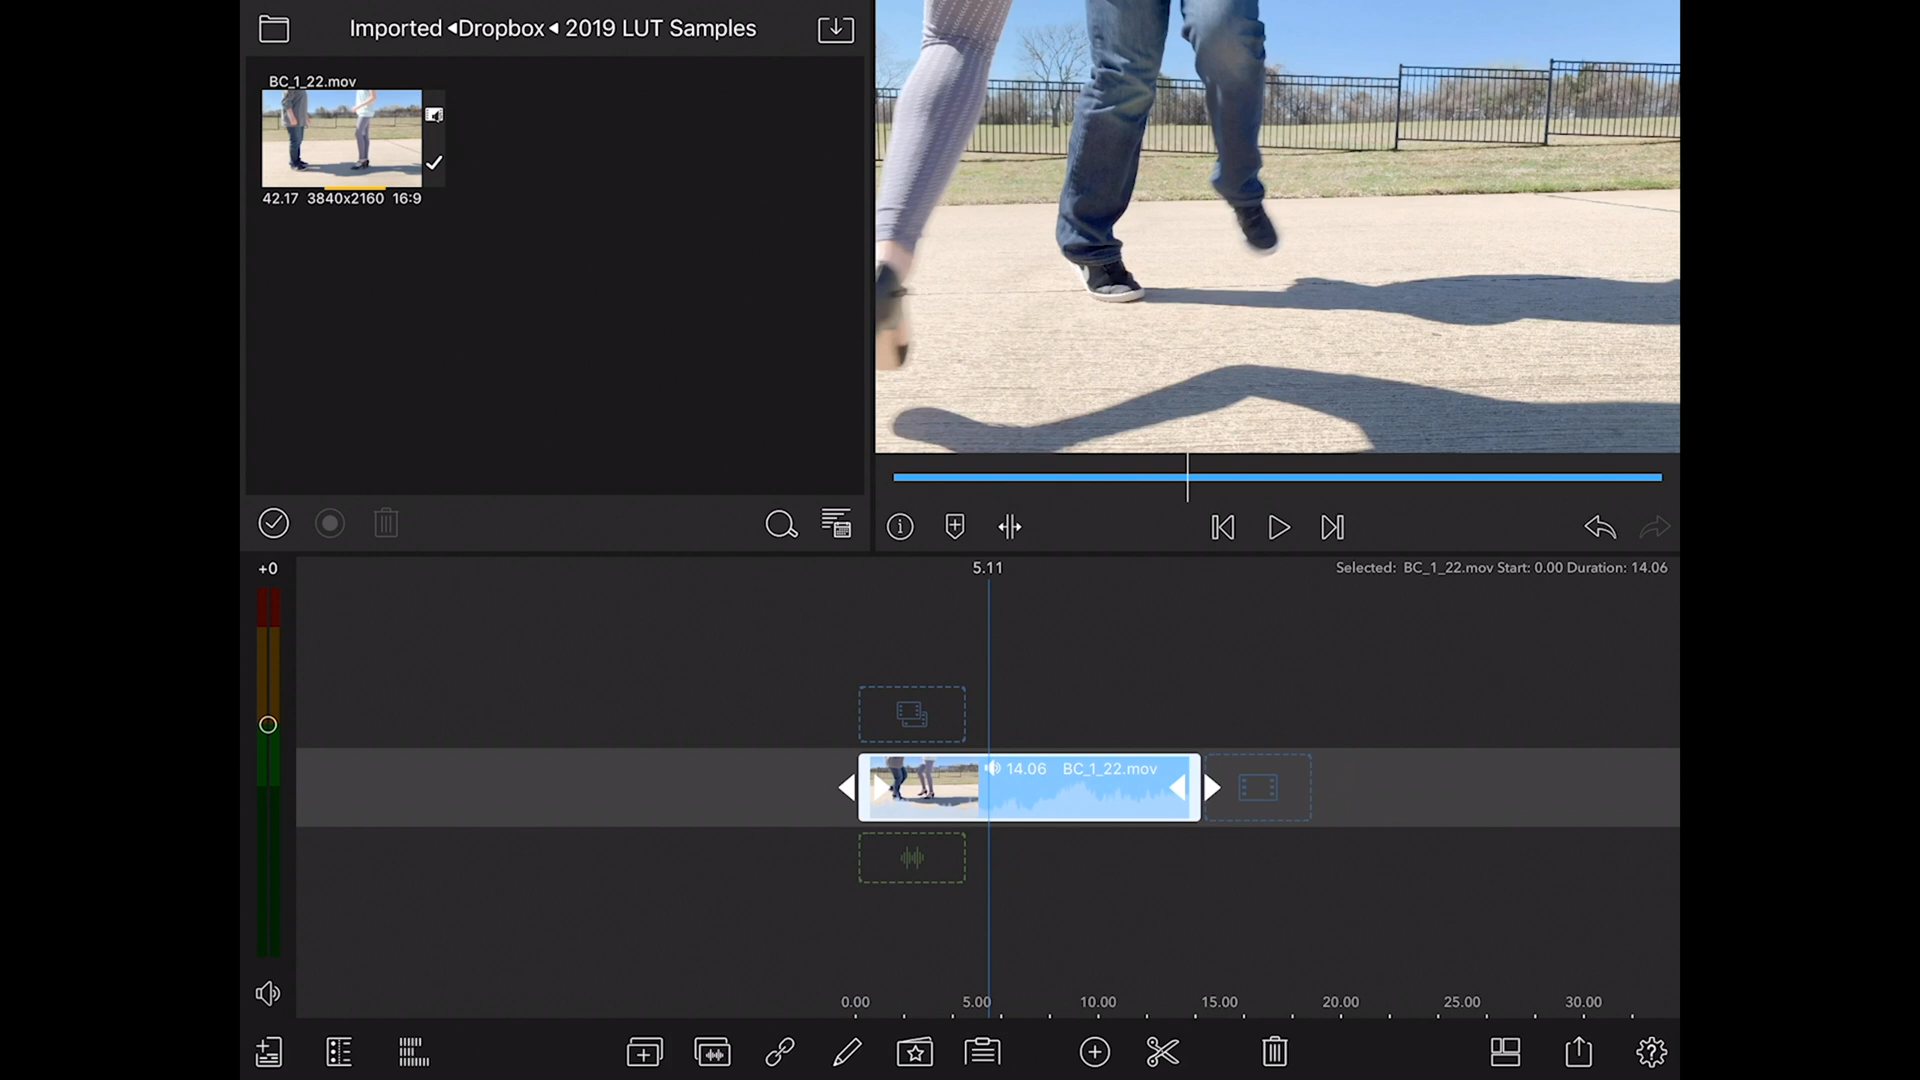 Imported ◂Dropbox◂ 2019 LUT Samples
BC_1_22.mov
42.17 3840x2160 16:9
+0
5.11
Selected: BC_1_22.mov Start: 0.00 Duration: 14.06
14.06 BC_1_22.mov
0.00 5.00 10.00 15.00 20.00 25.00 30.00